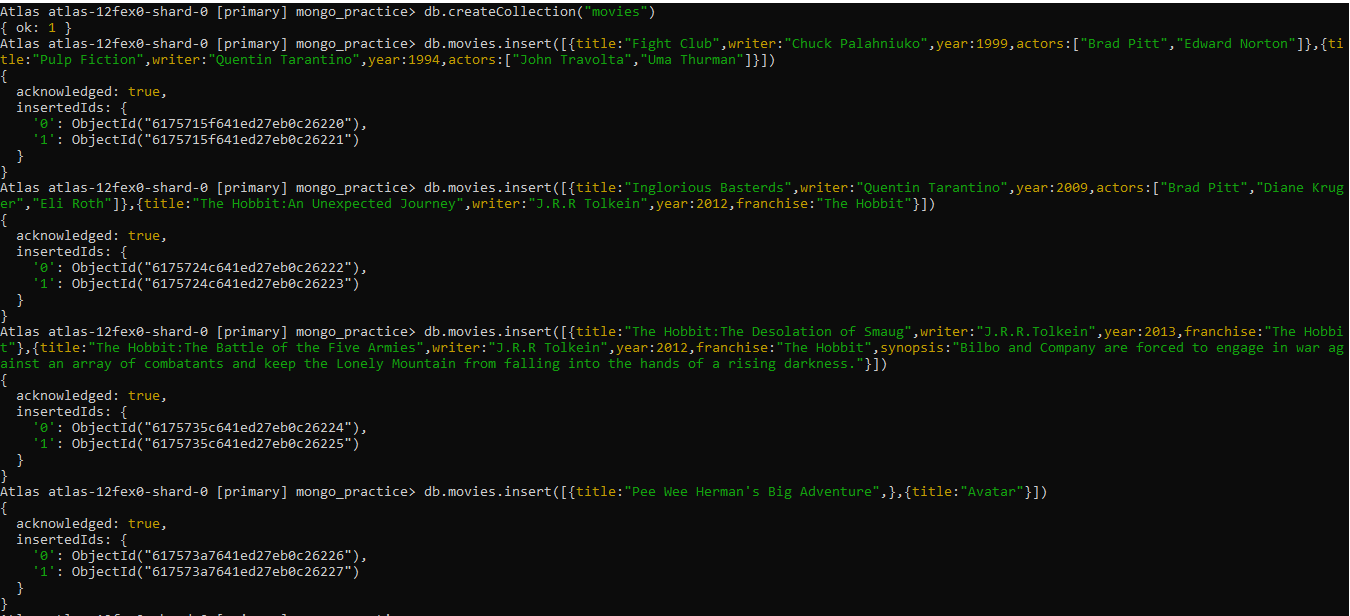 Atlas atlas-12fex0-shard-0 [primary] mongo_practice> db.createCollection("movies")
{ ok: 1 }
Atlas atlas-12fex0-shard-0 [primary] mongo_practice> db.movies.insert([{title:"Fight Club",writer:"Chuck Palahniuko",year:1999,actors:["Brad Pitt","Edward Norton"]},{ti
tle:"Pulp Fiction",writer:"Quentin Tarantino",year:1994,actors:["John Travolta","Uma Thurman"]}])
{
  acknowledged: true,
  insertedIds: {
    '0': ObjectId("6175715f641ed27eb0c26220"),
    '1': ObjectId("6175715f641ed27eb0c26221")
  }
}
Atlas atlas-12fex0-shard-0 [primary] mongo_practice> db.movies.insert([{title:"Inglorious Basterds",writer:"Quentin Tarantino",year:2009,actors:["Brad Pitt","Diane Krug
er","Eli Roth"]},{title:"The Hobbit:An Unexpected Journey",writer:"J.R.R Tolkein",year:2012,franchise:"The Hobbit"}])
{
  acknowledged: true,
  insertedIds: {
    '0': ObjectId("6175724c641ed27eb0c26222"),
    '1': ObjectId("6175724c641ed27eb0c26223")
  }
}
Atlas atlas-12fex0-shard-0 [primary] mongo_practice> db.movies.insert([{title:"The Hobbit:The Desolation of Smaug",writer:"J.R.R.Tolkein",year:2013,franchise:"The Hobbi
t"},{title:"The Hobbit:The Battle of the Five Armies",writer:"J.R.R Tolkein",year:2012,franchise:"The Hobbit",synopsis:"Bilbo and Company are forced to engage in war ag
ainst an array of combatants and keep the Lonely Mountain from falling into the hands of a rising darkness."}])
{
  acknowledged: true,
  insertedIds: {
    '0': ObjectId("6175735c641ed27eb0c26224"),
    '1': ObjectId("6175735c641ed27eb0c26225")
  }
}
Atlas atlas-12fex0-shard-0 [primary] mongo_practice> db.movies.insert([{title:"Pee Wee Herman's Big Adventure",},{title:"Avatar"}])
{
  acknowledged: true,
  insertedIds: {
    '0': ObjectId("617573a7641ed27eb0c26226"),
    '1': ObjectId("617573a7641ed27eb0c26227")
  }
}